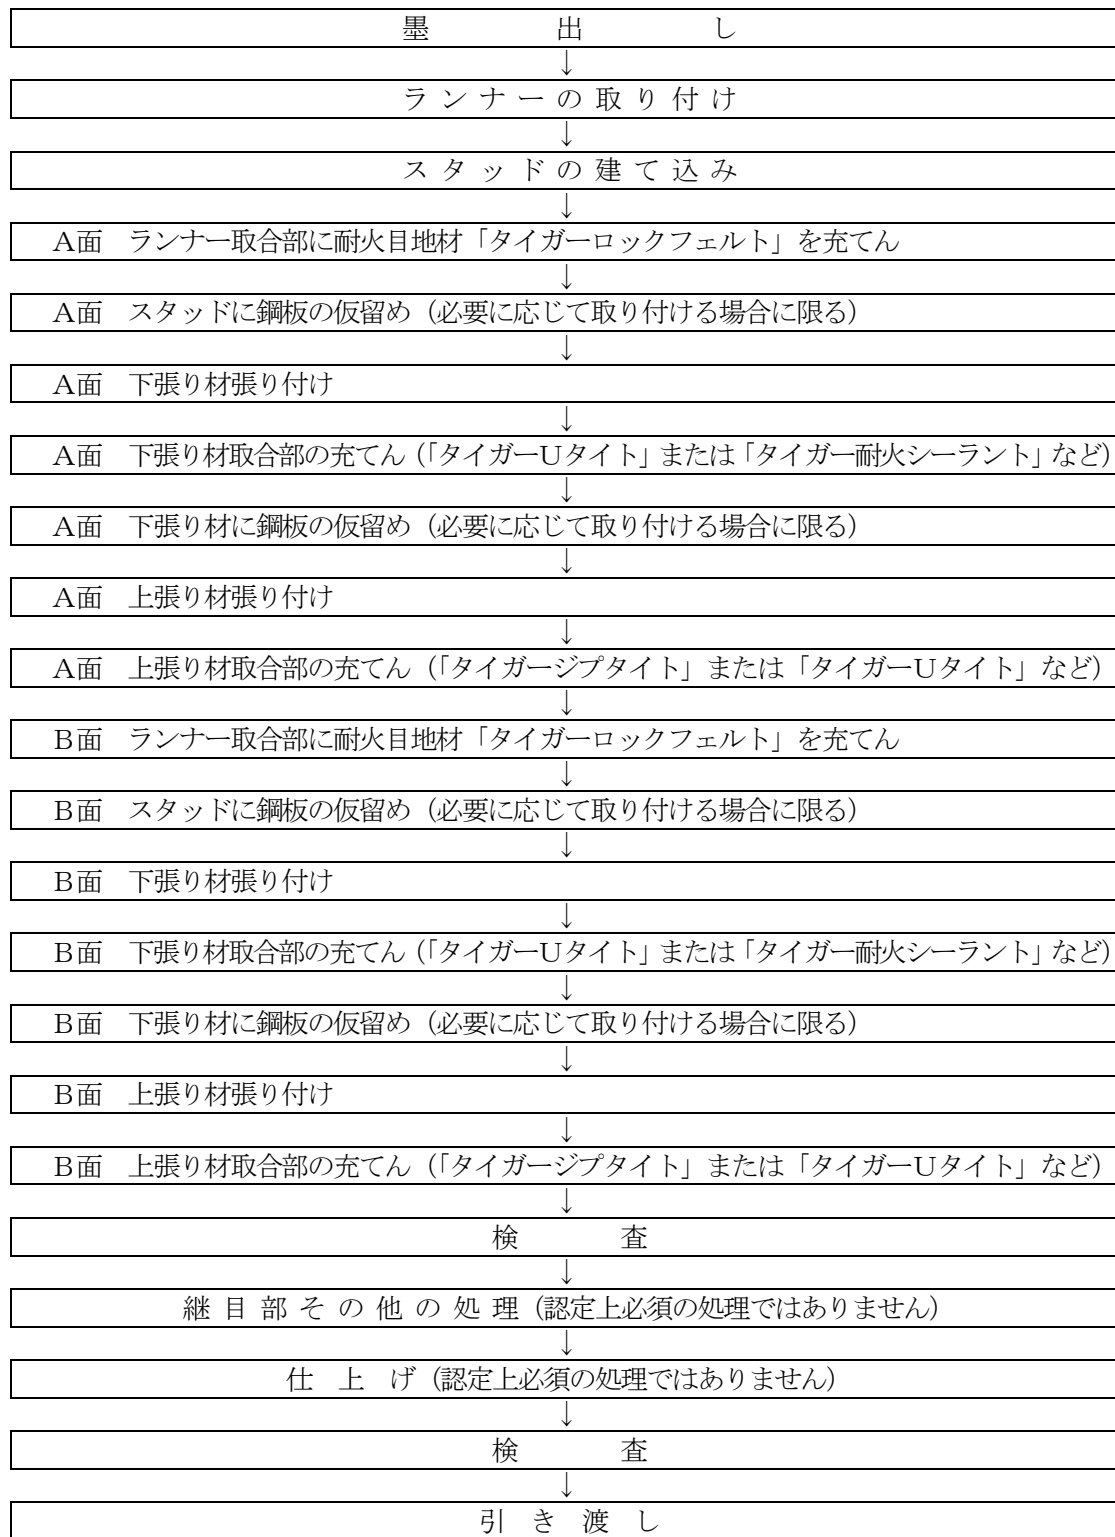 墨出し
↓
ランナーの取り付け
↓
スタッドの建て込み
↓
A面 ランナー取合部に耐火目地材「タイガーロックフェルト」を充てん
↓
A面 スタッドに鋼板の仮留め（必要に応じて取り付ける場合に限る）
↓
A面 下張り材張り付け
↓
A面 下張り材取合部の充てん（「タイガーUタイト」または「タイガー耐火シーラント」など）
↓
A面 下張り材に鋼板の仮留め（必要に応じて取り付ける場合に限る）
↓
A面 上張り材張り付け
↓
A面 上張り材取合部の充てん（「タイガージプタイト」または「タイガーUタイト」など）
↓
B面 ランナー取合部に耐火目地材「タイガーロックフェルト」を充てん
↓
B面 スタッドに鋼板の仮留め（必要に応じて取り付ける場合に限る）
↓
B面 下張り材張り付け
↓
B面 下張り材取合部の充てん（「タイガーUタイト」または「タイガー耐火シーラント」など）
↓
B面 下張り材に鋼板の仮留め（必要に応じて取り付ける場合に限る）
↓
B面 上張り材張り付け
↓
B面 上張り材取合部の充てん（「タイガージプタイト」または「タイガーUタイト」など）
↓
検査
↓
継目部その他の処理（認定上必須の処理ではありません）
↓
仕上げ（認定上必須の処理ではありません）
↓
検査
↓
引き渡し